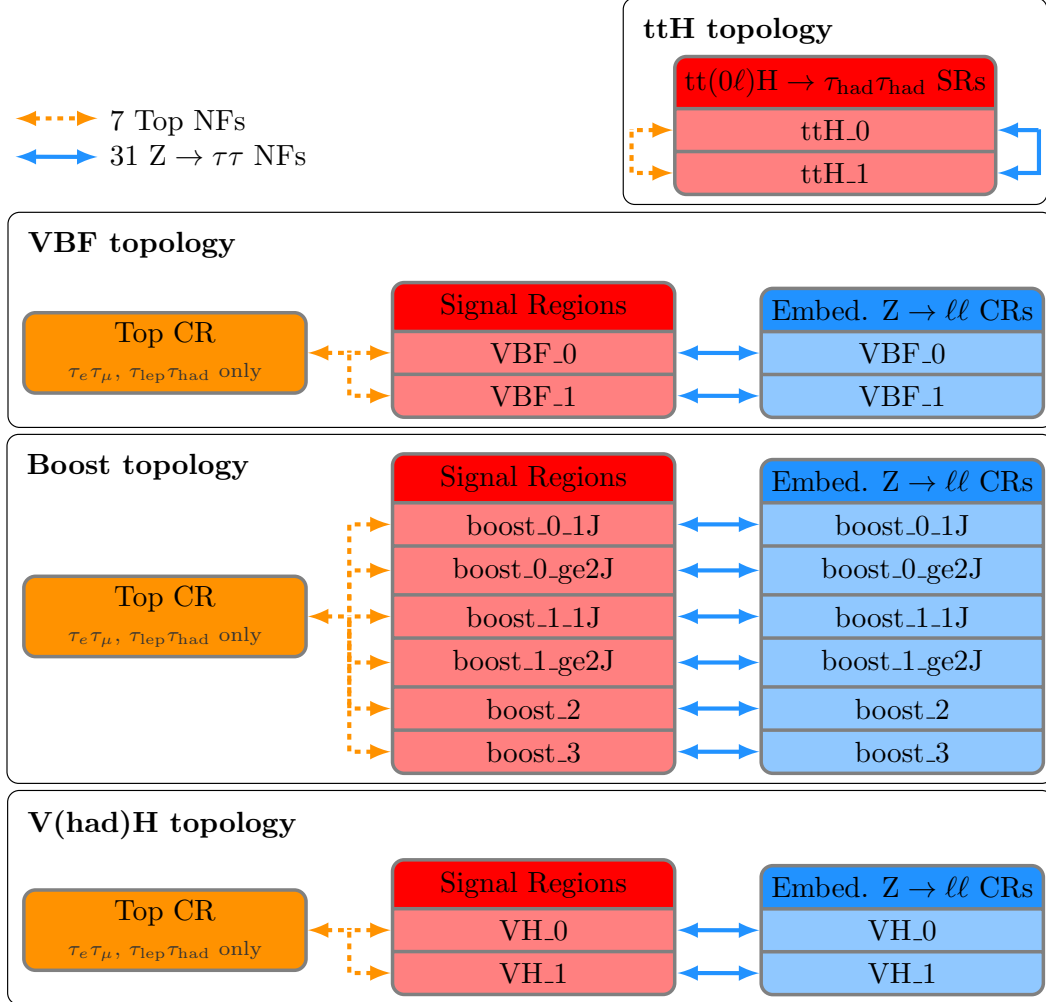 ttH topology
tt(0ℓ)H → τhadτhad SRs
ttH_0
ttH_1
7 Top NFs
31 Z → ττ NFs
VBF topology
Top CR
τeτμ, τlepτhad only
Signal Regions
VBF_0
VBF_1
Embed. Z → ℓℓ CRs
VBF_0
VBF_1
Boost topology
Top CR
τeτμ, τlepτhad only
Signal Regions
boost_0_1J
boost_0_ge2J
boost_1_1J
boost_1_ge2J
boost_2
boost_3
Embed. Z → ℓℓ CRs
boost_0_1J
boost_0_ge2J
boost_1_1J
boost_1_ge2J
boost_2
boost_3
V(had)H topology
Top CR
τeτμ, τlepτhad only
Signal Regions
VH_0
VH_1
Embed. Z → ℓℓ CRs
VH_0
VH_1